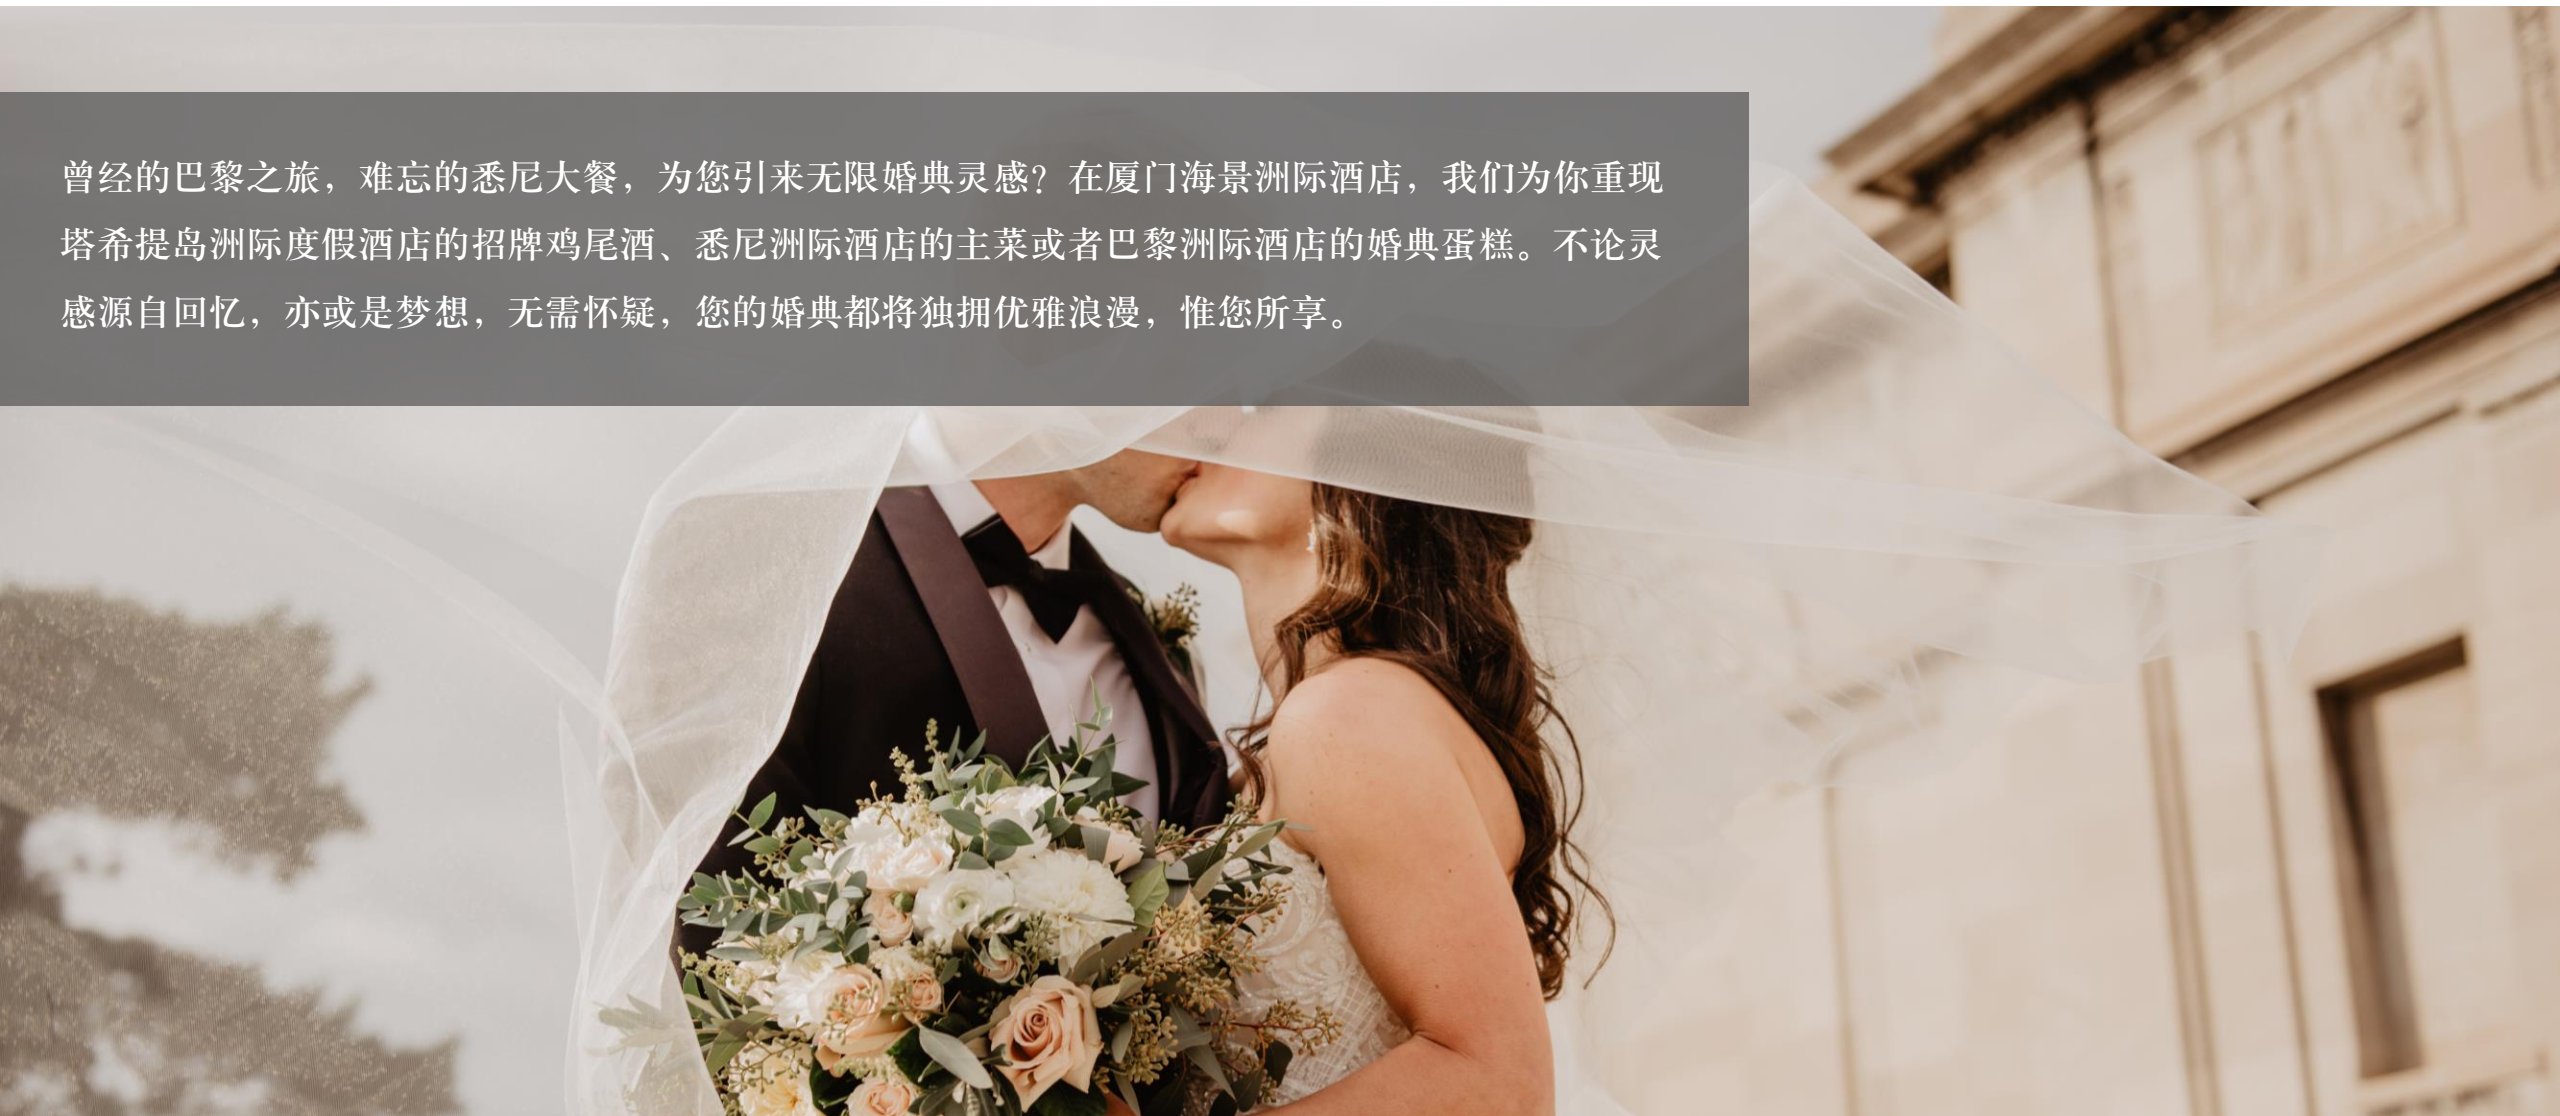 曾经的巴黎之旅，难忘的悉尼大餐，为您引来无限婚典灵感？在厦门海景洲际酒店，我们为你重现
塔希提岛洲际度假酒店的招牌鸡尾酒、悉尼洲际酒店的主菜或者巴黎洲际酒店的婚典蛋糕。不论灵
感源自回忆，亦或是梦想，无需怀疑，您的婚典都将独拥优雅浪漫，惟您所享。